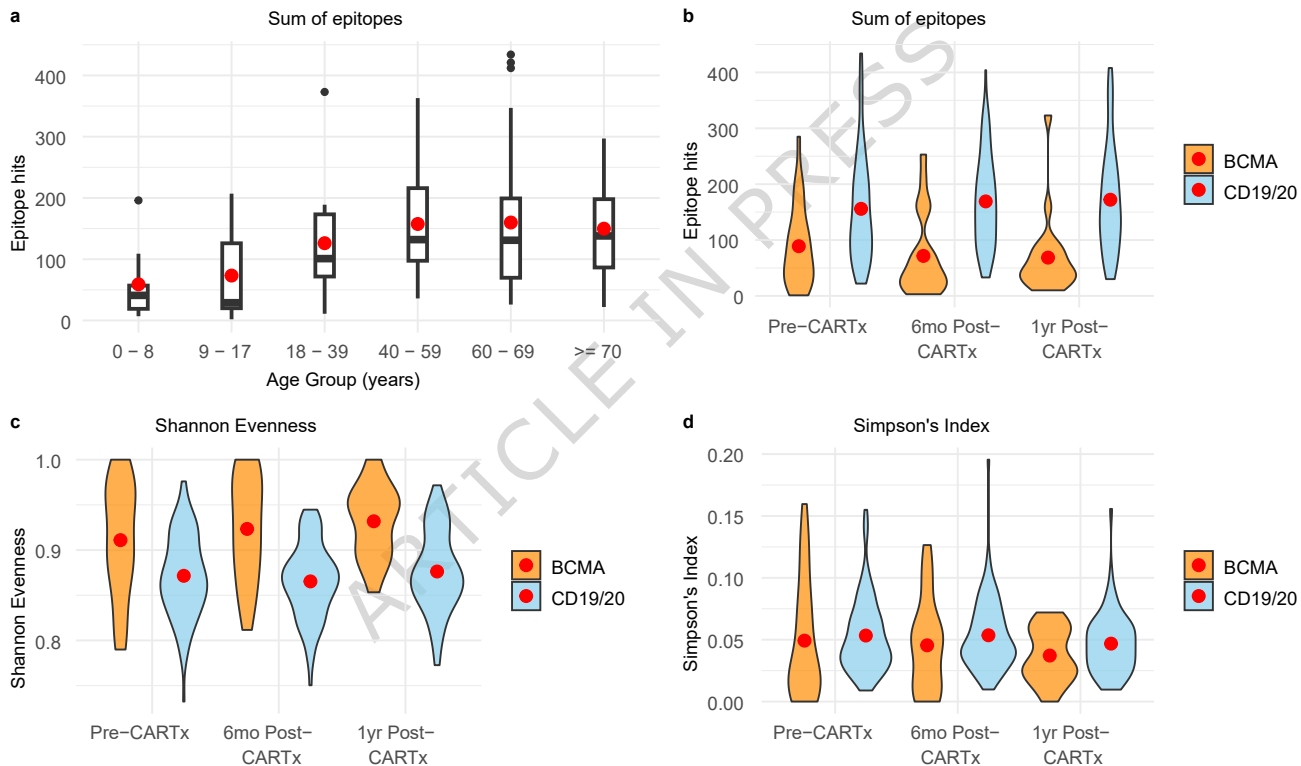 a
Sum of epitopes
Epitope hits
400
300
200
100
0
0 − 8
9 − 17
18 − 39
40 − 59
60 − 69
>= 70
Age Group (years)
b
Sum of epitopes
Epitope hits
400
300
200
100
0
Pre−CARTx
6mo Post−
CARTx
1yr Post−
CARTx
BCMA
CD19/20
c
Shannon Evenness
Shannon Evenness
1.0
0.9
0.8
Pre−CARTx
6mo Post−
CARTx
1yr Post−
CARTx
BCMA
CD19/20
d
Simpson's Index
Simpson's Index
0.20
0.15
0.10
0.05
0.00
Pre−CARTx
6mo Post−
CARTx
1yr Post−
CARTx
BCMA
CD19/20
ARTICLE IN PRESS